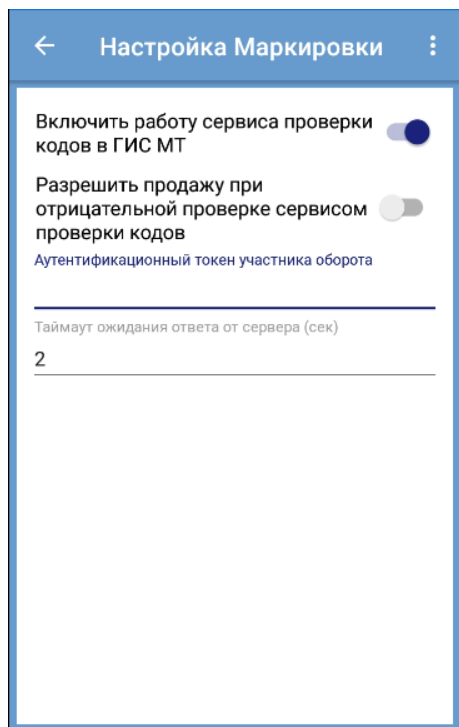 Настройка Маркировки
Включить работу сервиса проверки
кодов в ГИС МТ
Разрешить продажу при
отрицательной проверке сервисом
проверки кодов
Аутентификационный токен участника оборота
Таймаут ожидания ответа от сервера (сек)
2